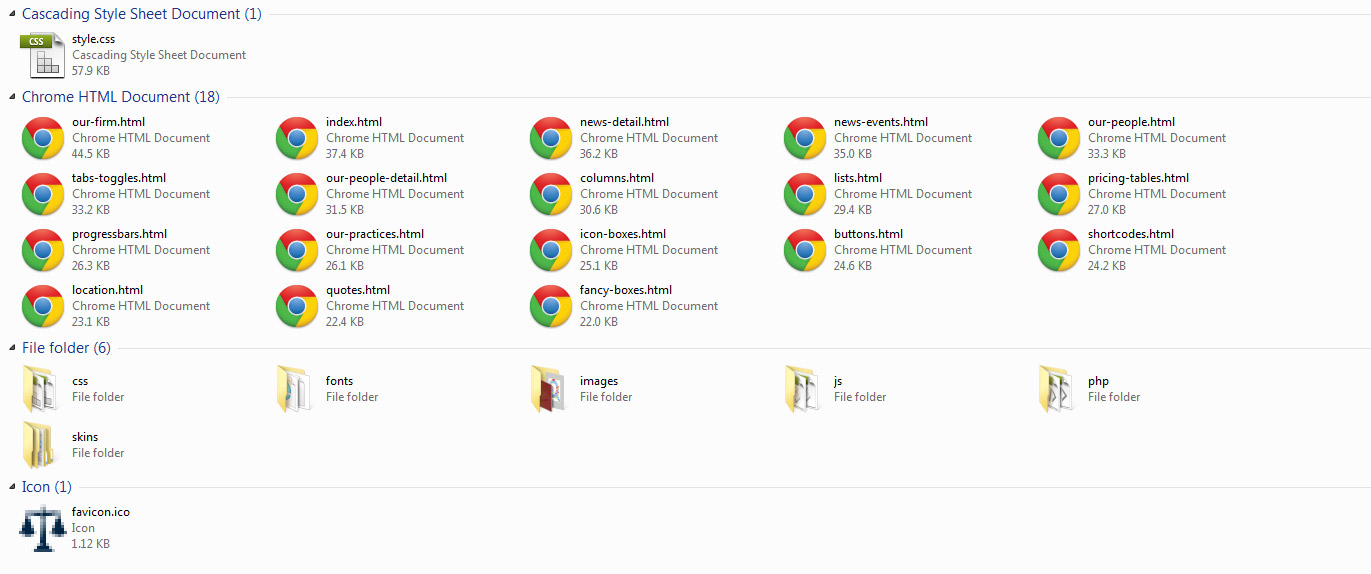 Cascading Style Sheet Document (1)
CSS
style.css
Cascading Style Sheet Document
57.9 KB
Chrome HTML Document (18)
our-firm.html
Chrome HTML Document
44.5 KB
index.html
Chrome HTML Document
37.4 KB
news-detail.html
Chrome HTML Document
36.2 KB
news-events.html
Chrome HTML Document
35.0 KB
our-people.html
Chrome HTML Document
33.3 KB
tabs-toggles.html
Chrome HTML Document
33.2 KB
our-people-detail.html
Chrome HTML Document
31.5 KB
columns.html
Chrome HTML Document
30.6 KB
lists.html
Chrome HTML Document
29.4 KB
pricing-tables.html
Chrome HTML Document
27.0 KB
progressbars.html
Chrome HTML Document
26.3 KB
our-practices.html
Chrome HTML Document
26.1 KB
icon-boxes.html
Chrome HTML Document
25.1 KB
buttons.html
Chrome HTML Document
24.6 KB
shortcodes.html
Chrome HTML Document
24.2 KB
location.html
Chrome HTML Document
23.1 KB
quotes.html
Chrome HTML Document
22.4 KB
fancy-boxes.html
Chrome HTML Document
22.0 KB
File folder (6)
css
File folder
fonts
File folder
images
File folder
js
File folder
php
File folder
skins
File folder
Icon (1)
favicon.ico
Icon
1.12 KB